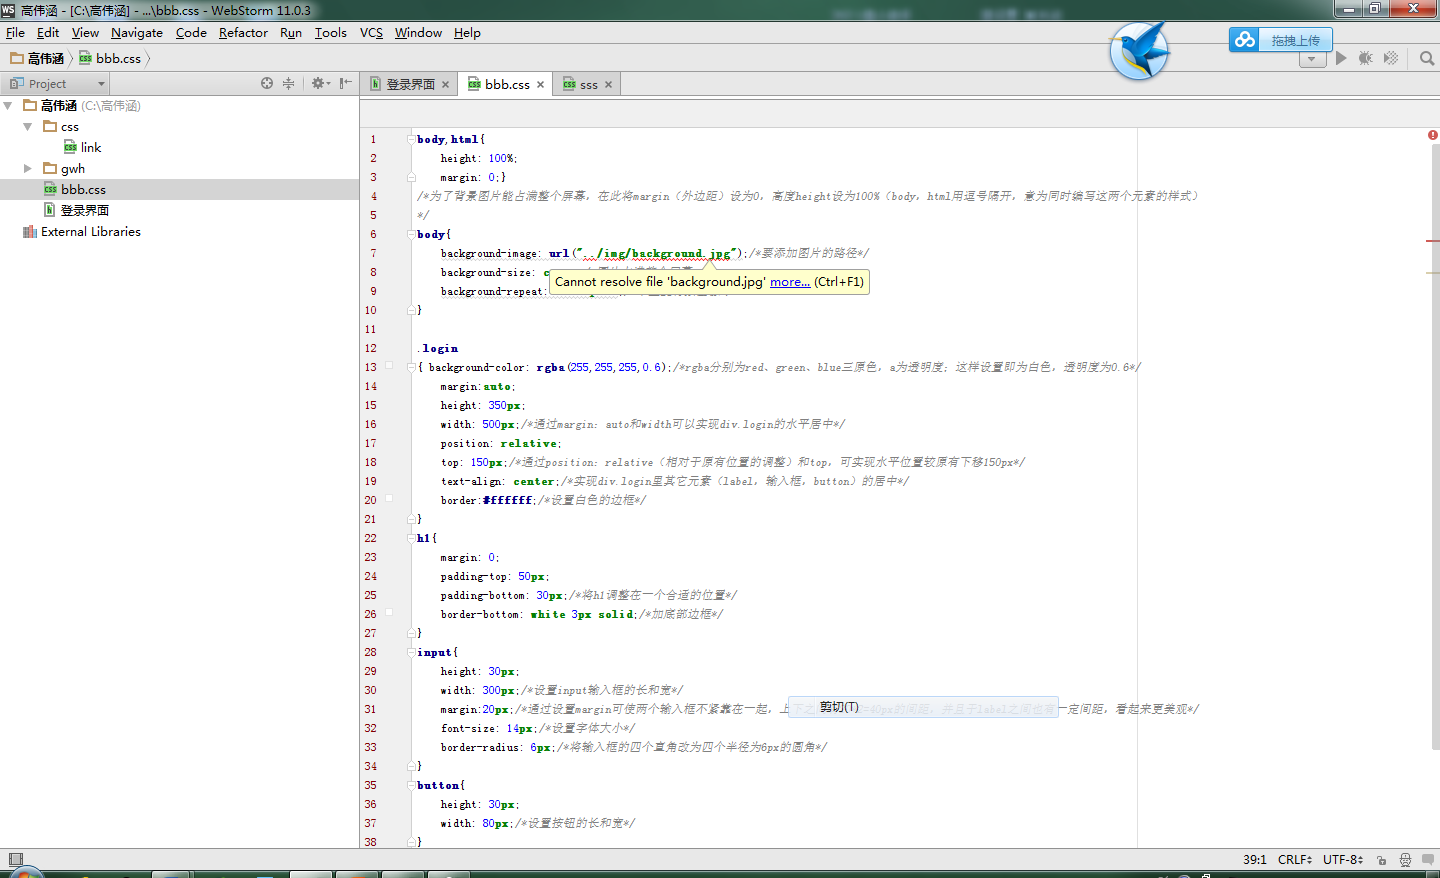 高伟涵 - [C:\高伟涵] - ...\bbb.css - WebStorm 11.0.3
File Edit View Navigate Code Refactor Run Tools VCS Window Help
拖拽上传
高伟涵 bbb.css
Project
登录界面 bbb.css sss
高伟涵 (C:\高伟涵)
css
link
gwh
bbb.css
登录界面
External Libraries
1 body,html{
2 height: 100%;
3 margin: 0;}
4 /*为了背景图片能占满整个屏幕，在此将margin（外边距）设为0，高度height设为100%（body，html用逗号隔开，意为同时编写这两个元素的样式）
5 */
6 body{
7 background-image: url("../img/background.jpg");/*要添加图片的路径*/
8 background-size:
Cannot resolve file 'background.jpg' more... (Ctrl+F1)
9 background-repeat:
10 }
11
12 .login
13 { background-color: rgba(255,255,255,0.6);/*rgba分别为red、green、blue三原色，a为透明度；这样设置即为白色，透明度为0.6*/
14 margin:auto;
15 height: 350px;
16 width: 500px;/*通过margin：auto和width可以实现div.login的水平居中*/
17 position: relative;
18 top: 150px;/*通过position：relative（相对于原有位置的调整）和top，可实现水平位置较原有下移150px*/
19 text-align: center;/*实现div.login里其它元素（label，输入框，button）的居中*/
20 border:#ffffff;/*设置白色的边框*/
21 }
22 h1{
23 margin: 0;
24 padding-top: 50px;
25 padding-bottom: 30px;/*将h1调整在一个合适的位置*/
26 border-bottom: white 3px solid;/*加底部边框*/
27 }
28 input{
29 height: 30px;
30 width: 300px;/*设置input输入框的长和宽*/
31 margin:20px;/*通过设置margin可使两个输入框不紧靠在一起，上下之 剪切(T) =40px的间距，并且于label之间也有一定间距，看起来更美观*/
32 font-size: 14px;/*设置字体大小*/
33 border-radius: 6px;/*将输入框的四个直角改为四个半径为6px的圆角*/
34 }
35 button{
36 height: 30px;
37 width: 80px;/*设置按钮的长和宽*/
38 }
39:1 CRLF UTF-8